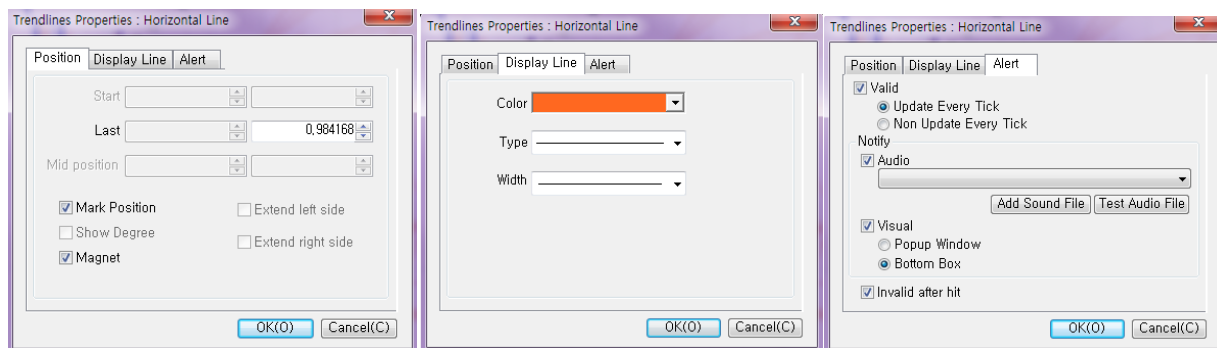 Trendlines Properties : Horizontal Line
Position Display Line Alert
Start
Last 0,984168
Mid position
Mark Position
Extend left side
Show Degree
Extend right side
Magnet
OK(O) Cancel(C)
Trendlines Properties : Horizontal Line
Position Display Line Alert
Color
Type
Width
OK(O) Cancel(C)
Trendlines Properties : Horizontal Line
Position Display Line Alert
Valid
Update Every Tick
Non Update Every Tick
Notify
Audio
Add Sound File Test Audio File
Visual
Popup Window
Bottom Box
Invalid after hit
OK(O) Cancel(C)